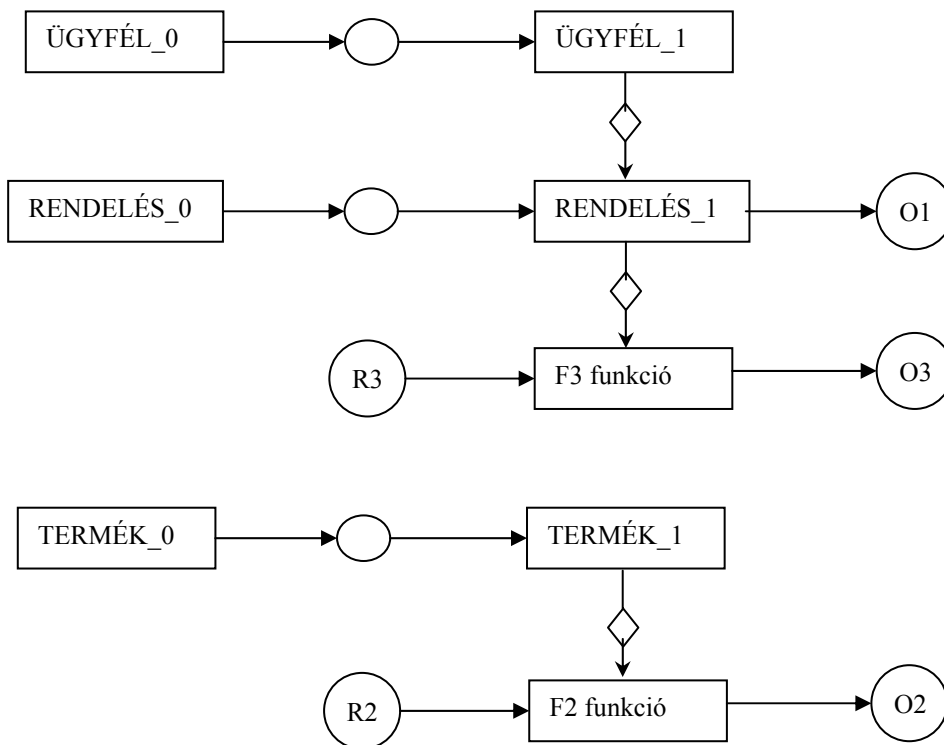 ÜGYFÉL_0
ÜGYFÉL_1
RENDELÉS_0
RENDELÉS_1
O1
R3
F3 funkció
O3
TERMÉK_0
TERMÉK_1
R2
F2 funkció
O2